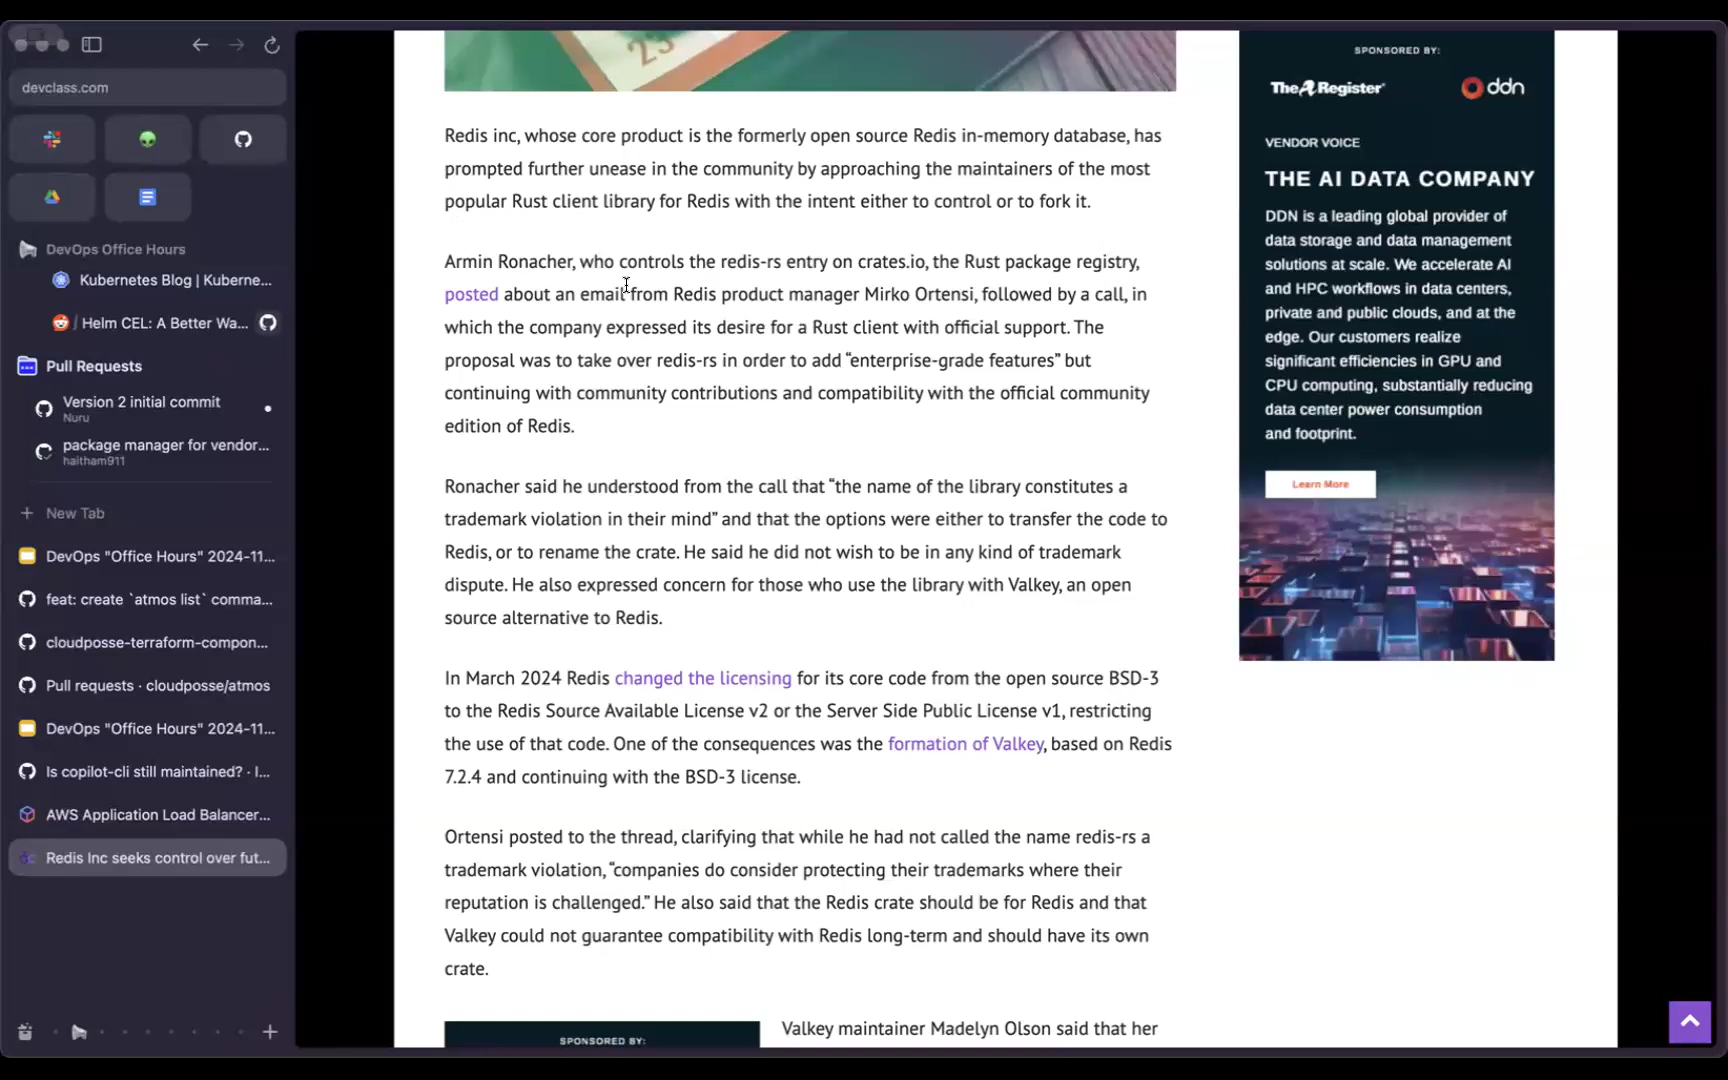 devclass.com
DevOps Office Hours
Kubernetes Blog | Kuberne...
/ Helm CEL: A Better Wa...
Pull Requests
Version 2 initial commit
Nuru
package manager for vendor...
haitham911
+ New Tab
DevOps "Office Hours" 2024-11...
feat: create `atmos list` comma...
cloudposse-terraform-compon...
Pull requests · cloudposse/atmos
DevOps "Office Hours" 2024-11...
Is copilot-cli still maintained? · I...
AWS Application Load Balancer...
Redis Inc seeks control over fut...
23
Redis inc, whose core product is the formerly open source Redis in-memory database, has
prompted further unease in the community by approaching the maintainers of the most
popular Rust client library for Redis with the intent either to control or to fork it.
Armin Ronacher, who controls the redis-rs entry on crates.io, the Rust package registry,
posted about an email from Redis product manager Mirko Ortensi, followed by a call, in
which the company expressed its desire for a Rust client with official support. The
proposal was to take over redis-rs in order to add “enterprise-grade features” but
continuing with community contributions and compatibility with the official community
edition of Redis.
Ronacher said he understood from the call that “the name of the library constitutes a
trademark violation in their mind” and that the options were either to transfer the code to
Redis, or to rename the crate. He said he did not wish to be in any kind of trademark
dispute. He also expressed concern for those who use the library with Valkey, an open
source alternative to Redis.
In March 2024 Redis changed the licensing for its core code from the open source BSD-3
to the Redis Source Available License v2 or the Server Side Public License v1, restricting
the use of that code. One of the consequences was the formation of Valkey, based on Redis
7.2.4 and continuing with the BSD-3 license.
Ortensi posted to the thread, clarifying that while he had not called the name redis-rs a
trademark violation, “companies do consider protecting their trademarks where their
reputation is challenged.” He also said that the Redis crate should be for Redis and that
Valkey could not guarantee compatibility with Redis long-term and should have its own
crate.
SPONSORED BY:
Valkey maintainer Madelyn Olson said that her
SPONSORED BY:
The Register
ddn
VENDOR VOICE
THE AI DATA COMPANY
DDN is a leading global provider of
data storage and data management
solutions at scale. We accelerate AI
and HPC workflows in data centers,
private and public clouds, and at the
edge. Our customers realize
significant efficiencies in GPU and
CPU computing, substantially reducing
data center power consumption
and footprint.
Learn More